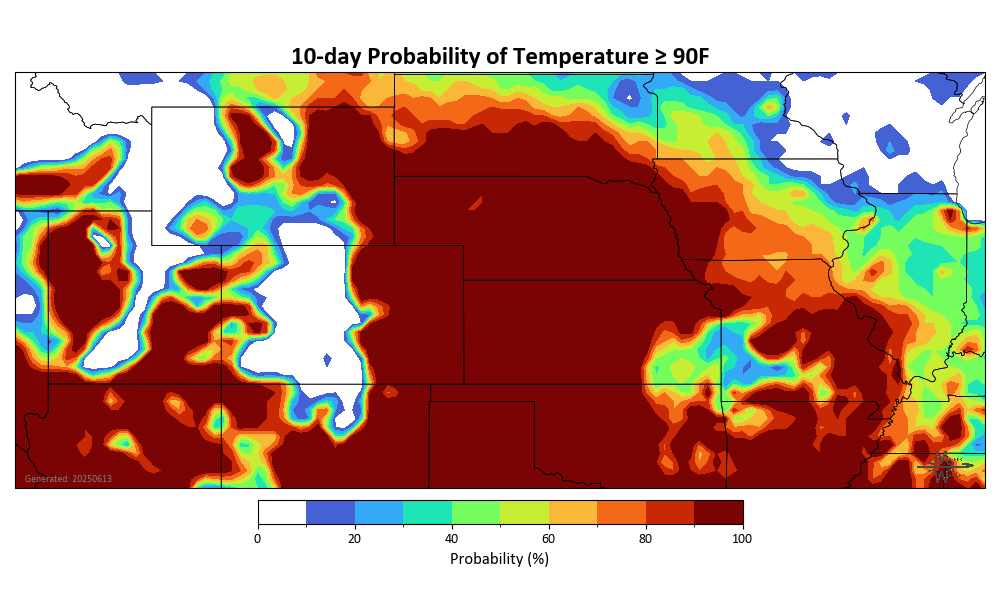 10-day Probability of Temperature ≥ 90F
Generated: 20250613
0 20 40 60 80 100
Probability (%)